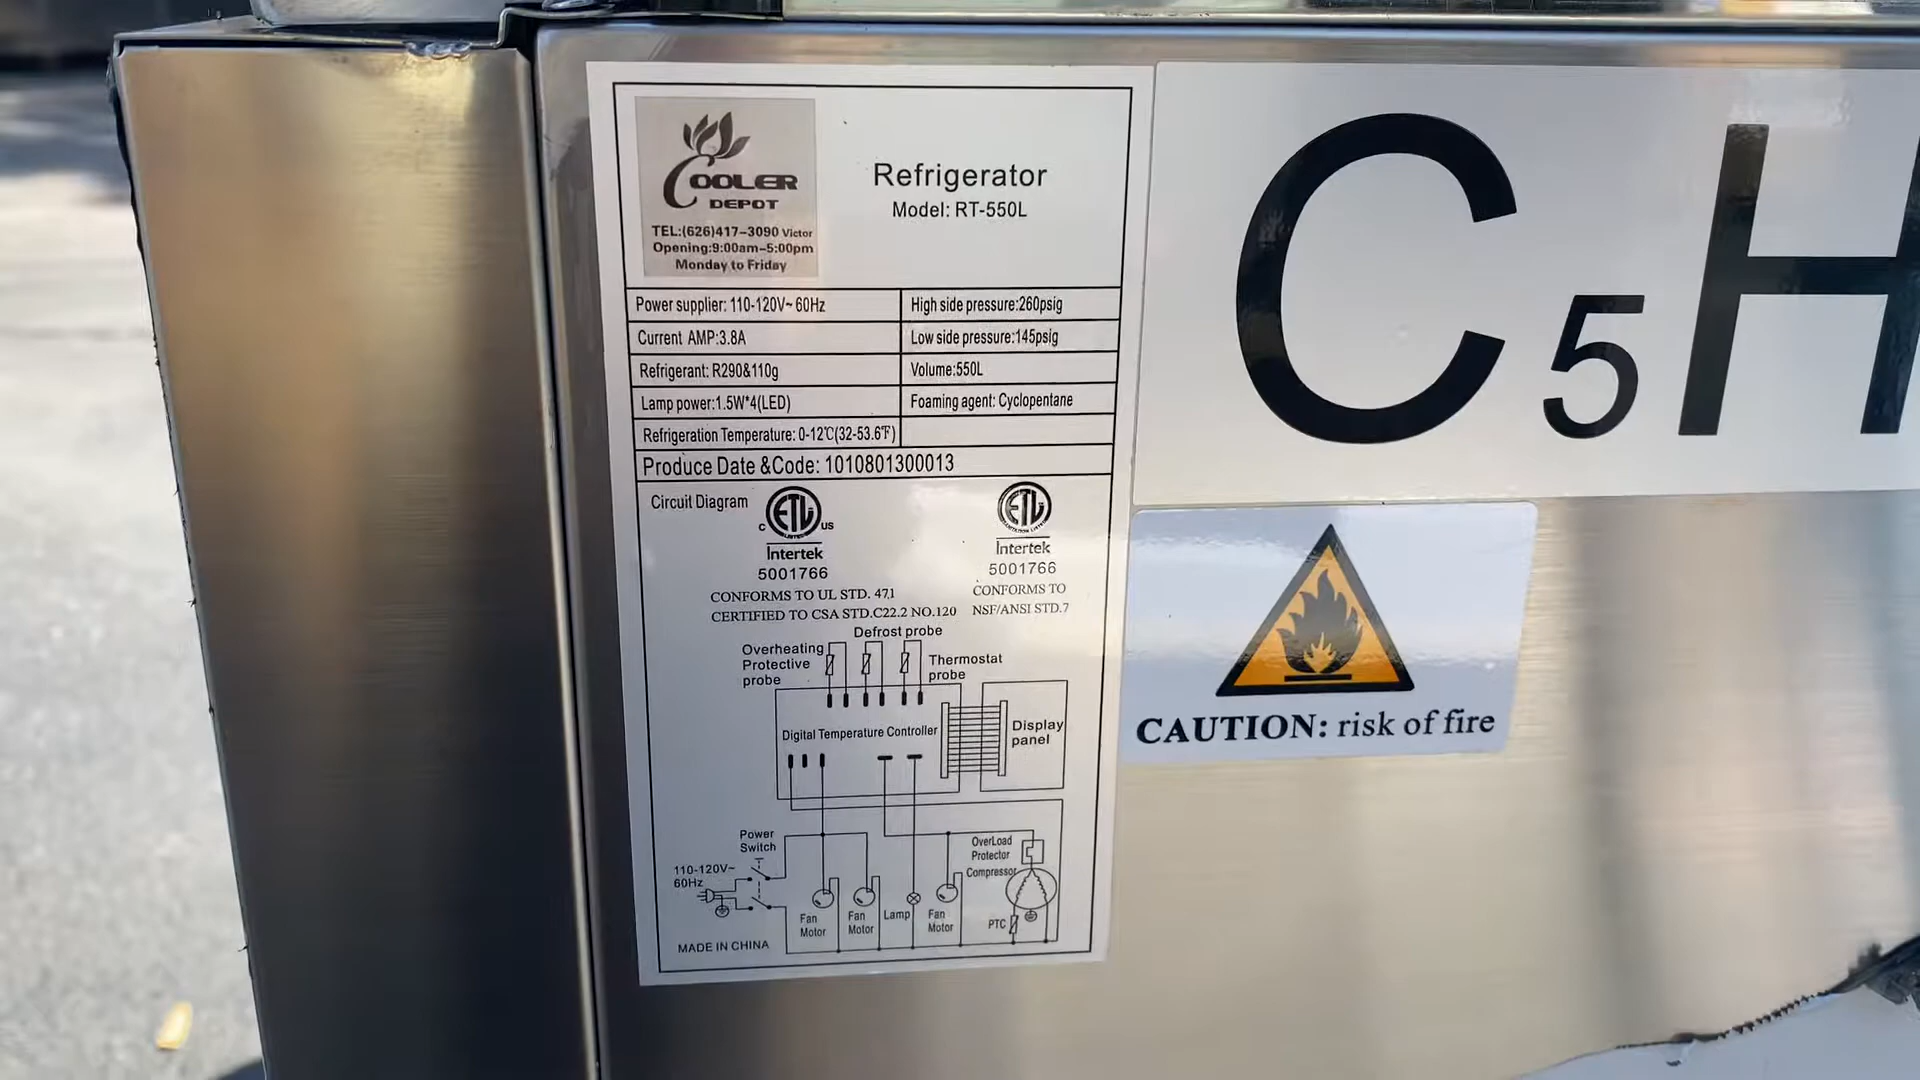 COOLER
DEPOT
TEL:(626)417-3090 Victor
Opening:9:00am-5:00pm
Monday to Friday
Refrigerator
Model: RT-550L
Power supplier: 110-120V~ 60Hz
High side pressure:260psig
Current AMP:3.8A
Low side pressure:145psig
Refrigerant: R290&110g
Volume:550L
Lamp power:1.5W*4(LED)
Foaming agent: Cyclopentane
Refrigeration Temperature: 0-12℃(32-53.6℉)
Produce Date &Code: 1010801300013
Circuit Diagram
C ETL US
LISTED
Intertek
5001766
CONFORMS TO UL STD. 471
CERTIFIED TO CSA STD.C22.2 NO.120
ETL
Intertek
5001766
CONFORMS TO
NSF/ANSI STD.7
Overheating
Protective
probe
Defrost probe
Thermostat
probe
Digital Temperature Controller
Display
panel
Power
Switch
110-120V~
60Hz
Fan
Motor
Fan
Motor
Lamp
Fan
Motor
OverLoad
Protector
Compressor
PTC
MADE IN CHINA
C5H
CAUTION: risk of fire